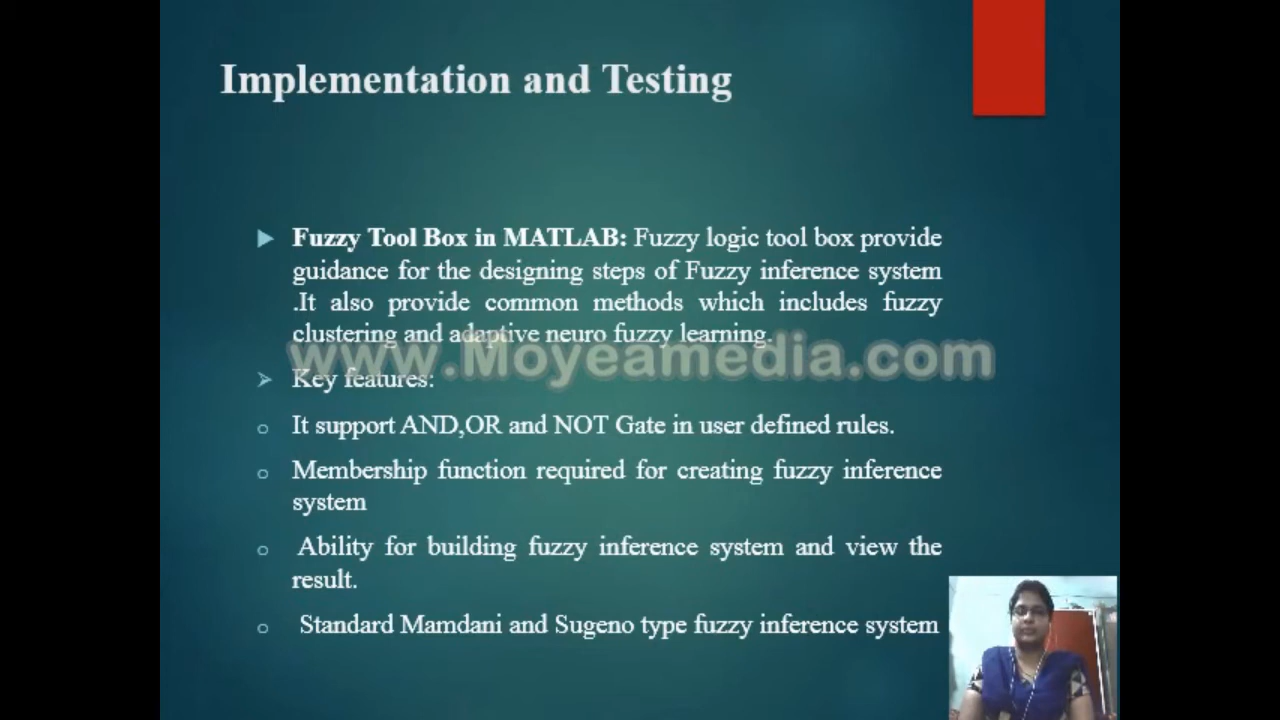 Implementation and Testing
Fuzzy Tool Box in MATLAB: Fuzzy logic tool box provide
guidance for the designing steps of Fuzzy inference system
.It also provide common methods which includes fuzzy
clustering and adaptive neuro fuzzy learning.
www.Moyeamedia.com
Key features:
It support AND,OR and NOT Gate in user defined rules.
Membership function required for creating fuzzy inference
system
Ability for building fuzzy inference system and view the
result.
Standard Mamdani and Sugeno type fuzzy inference system